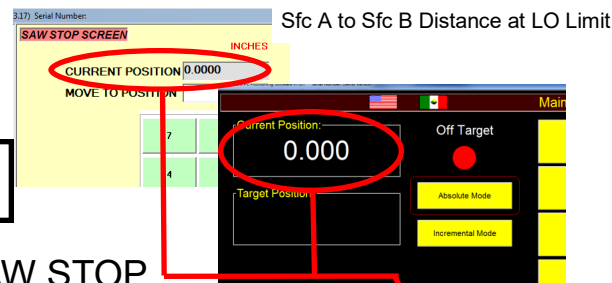 3.17) Serial Number:
Sfc A to Sfc B Distance at LO Limit
SAW STOP SCREEN
INCHES
CURRENT POSITION 0.0000
MOVE TO POSITION
7
4
Main
Current Position:
0.000
Off Target
Target Position:
Absolute Mode
Incremental Mode
W STOP